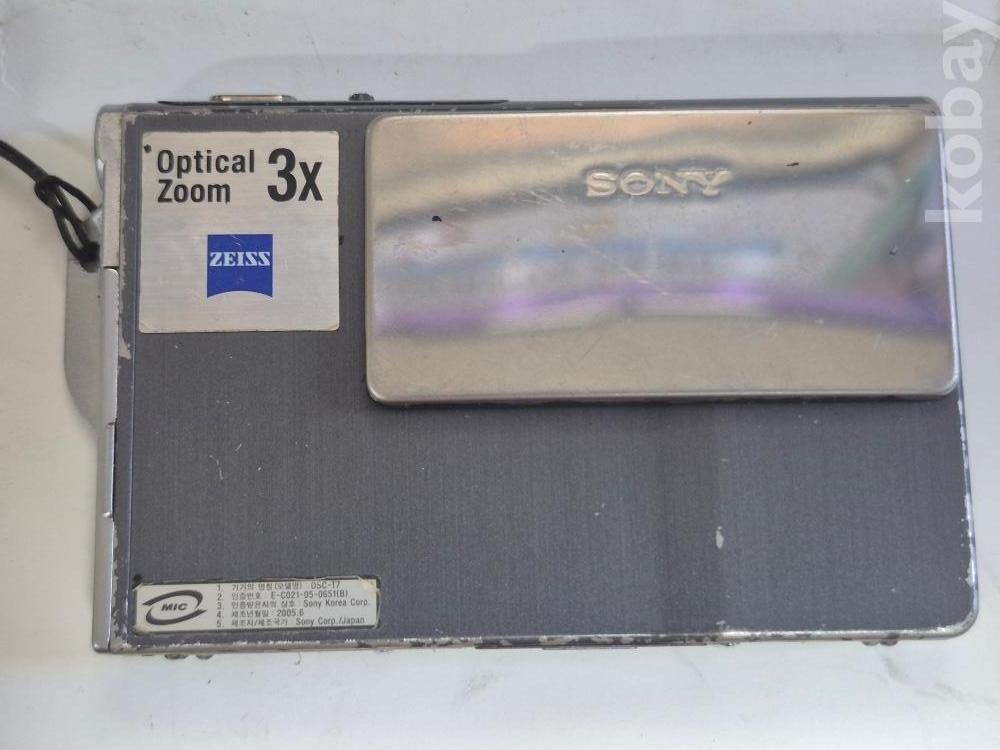 Optical
Zoom
3x
ZEISS
SONY
kobay
MIC
1. 기기의 명칭(모델명) DSC-T7
2. 인증번호 : E-C021-05-0651(B)
3. 인증받은자의 상호 : Sony Korea Corp.
4. 제조년월일 : 2005.6
5. 제조자/제조국가 Sony Corp./Japan